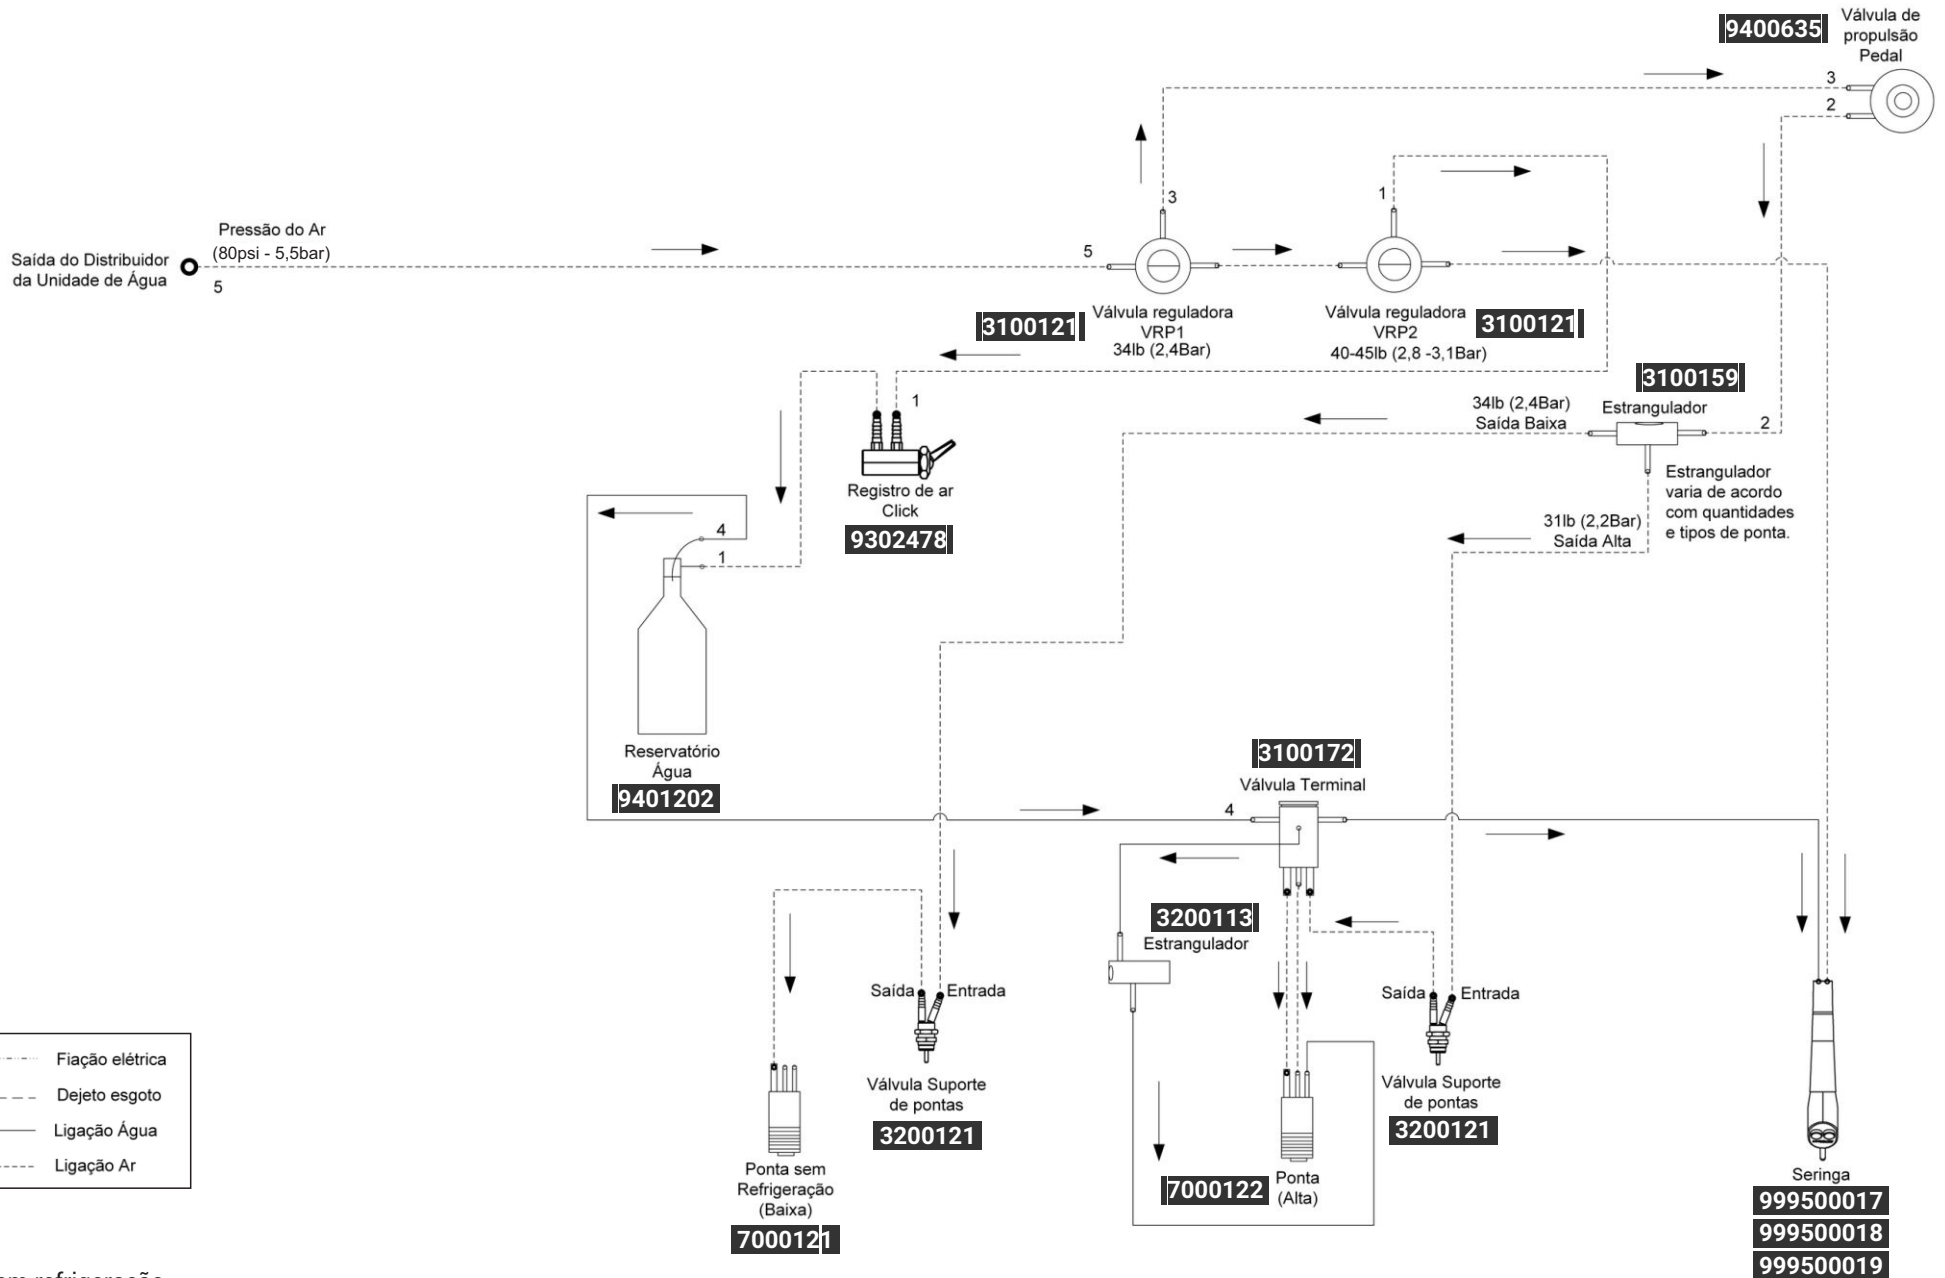 9400635
Válvula de
propulsão
Pedal
3
2
3
1
Pressão do Ar
(80psi - 5,5bar)
Saída do Distribuidor
da Unidade de Água
5
5
3100121
Válvula reguladora
VRP1
34lb (2,4Bar)
Válvula reguladora
VRP2
40-45lb (2,8 -3,1Bar)
3100121
3100159
Estrangulador
2
34lb (2,4Bar)
Saída Baixa
1
Registro de ar
Click
9302478
Estrangulador
varia de acordo
com quantidades
e tipos de ponta.
31lb (2,2Bar)
Saída Alta
4
1
Reservatório
Água
9401202
3100172
Válvula Terminal
4
3200113
Estrangulador
Saída
Entrada
Saída
Entrada
Válvula Suporte
de pontas
3200121
Válvula Suporte
de pontas
3200121
Fiação elétrica
Dejeto esgoto
Ligação Água
Ligação Ar
Ponta sem
Refrigeração
(Baixa)
7000121
7000122
Ponta
(Alta)
Seringa
999500017
999500018
999500019